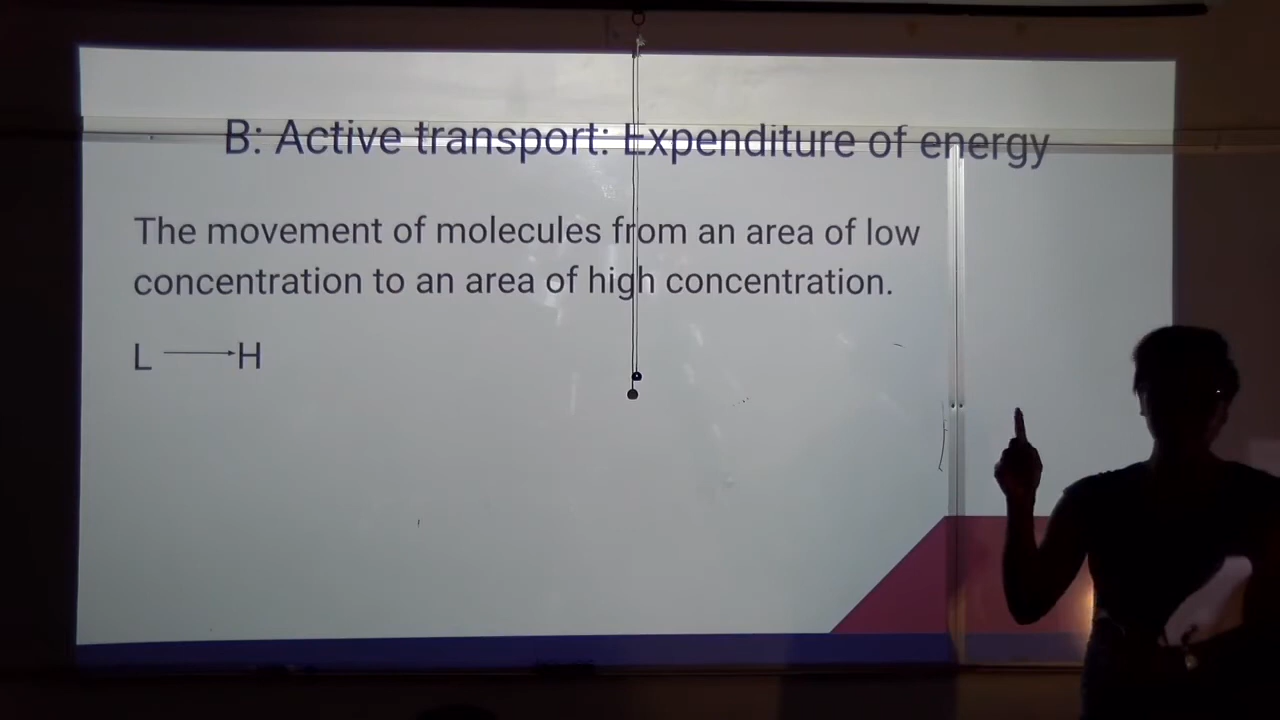 B: Active transport: Expenditure of energy
The movement of molecules from an area of low
concentration to an area of high concentration.
L → H